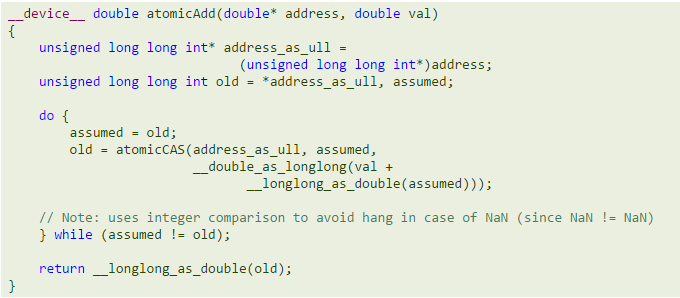 __device__ double atomicAdd(double* address, double val)
{
    unsigned long long int* address_as_ull =
                              (unsigned long long int*)address;
    unsigned long long int old = *address_as_ull, assumed;

    do {
        assumed = old;
        old = atomicCAS(address_as_ull, assumed,
                        __double_as_longlong(val +
                               __longlong_as_double(assumed)));

    // Note: uses integer comparison to avoid hang in case of NaN (since NaN != NaN)
    } while (assumed != old);

    return __longlong_as_double(old);
}